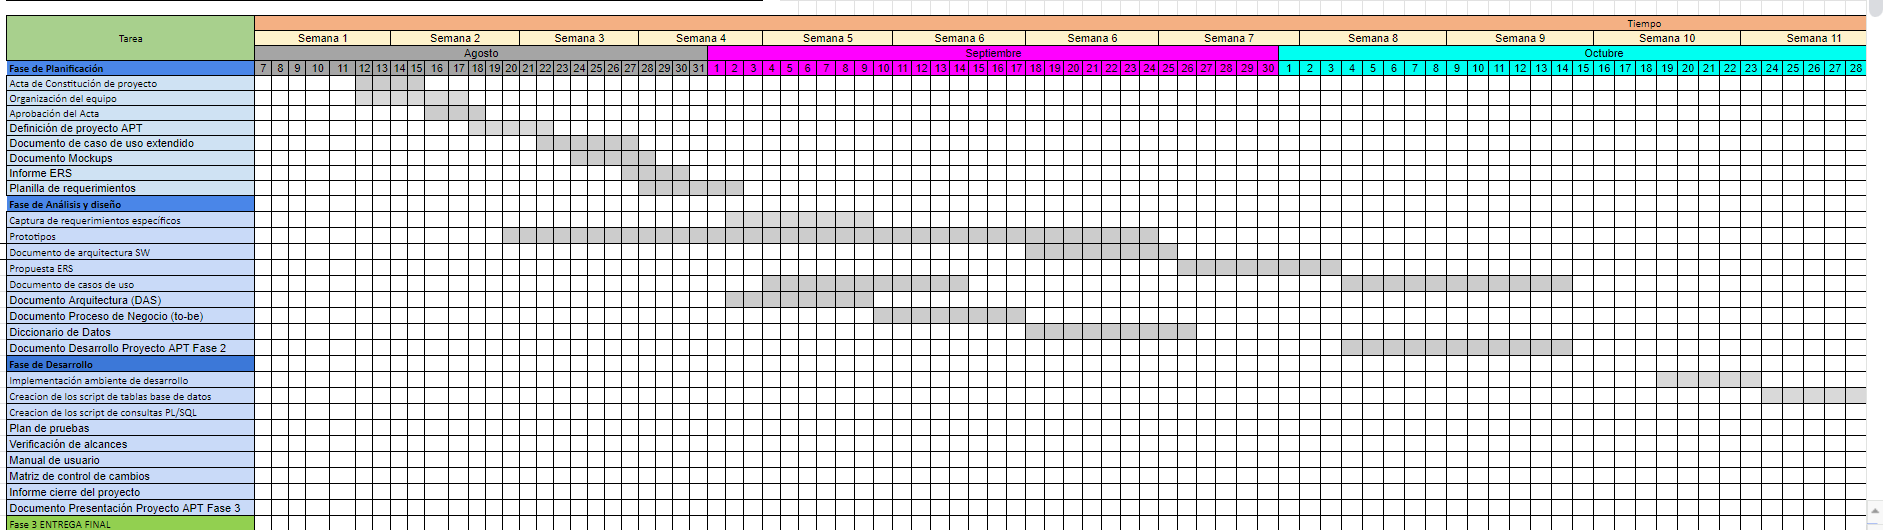 Tarea
Tiempo
Semana 1 Semana 2 Semana 3 Semana 4 Semana 5 Semana 6 Semana 6 Semana 7 Semana 8 Semana 9 Semana 10 Semana 11
Agosto Septiembre Octubre
Fase de Planificación 7 8 9 10 11 12 13 14 15 16 17 18 19 20 21 22 23 24 25 26 27 28 29 30 31 1 2 3 4 5 6 7 8 9 10 11 12 13 14 15 16 17 18 19 20 21 22 23 24 25 26 27 28 29 30 1 2 3 4 5 6 7 8 9 10 11 12 13 14 15 16 17 18 19 20 21 22 23 24 25 26 27 28
Acta de Constitución de proyecto
Organización del equipo
Aprobación del Acta
Definición de proyecto APT
Documento de caso de uso extendido
Documento Mockups
Informe ERS
Planilla de requerimientos
Fase de Análisis y diseño
Captura de requerimientos específicos
Prototipos
Documento de arquitectura SW
Propuesta ERS
Documento de casos de uso
Documento Arquitectura (DAS)
Documento Proceso de Negocio (to-be)
Diccionario de Datos
Documento Desarrollo Proyecto APT Fase 2
Fase de Desarrollo
Implementación ambiente de desarrollo
Creacion de los script de tablas base de datos
Creacion de los script de consultas PL/SQL
Plan de pruebas
Verificación de alcances
Manual de usuario
Matriz de control de cambios
Informe cierre del proyecto
Documento Presentación Proyecto APT Fase 3
Fase 3 ENTREGA FINAL